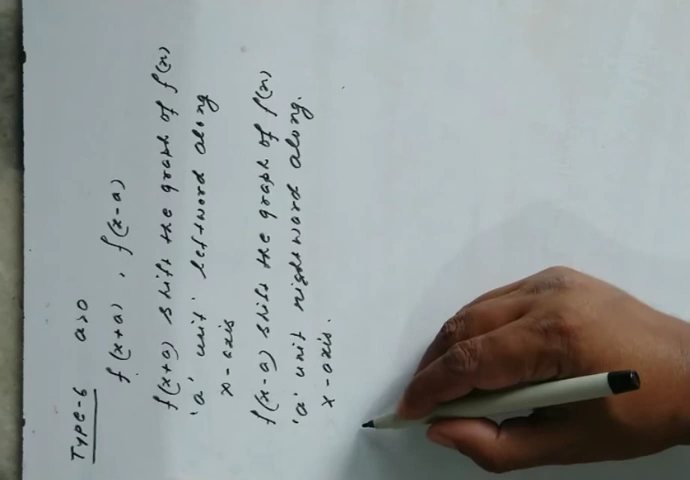 TYPE-6 a>0
f(x+a), f(x-a)
f(x+a) shift the graph of f(x)
'a' unit leftword along
x-axis
f(x-a) shift the graph of f(x)
'a' unit rightword along.
x-axis.